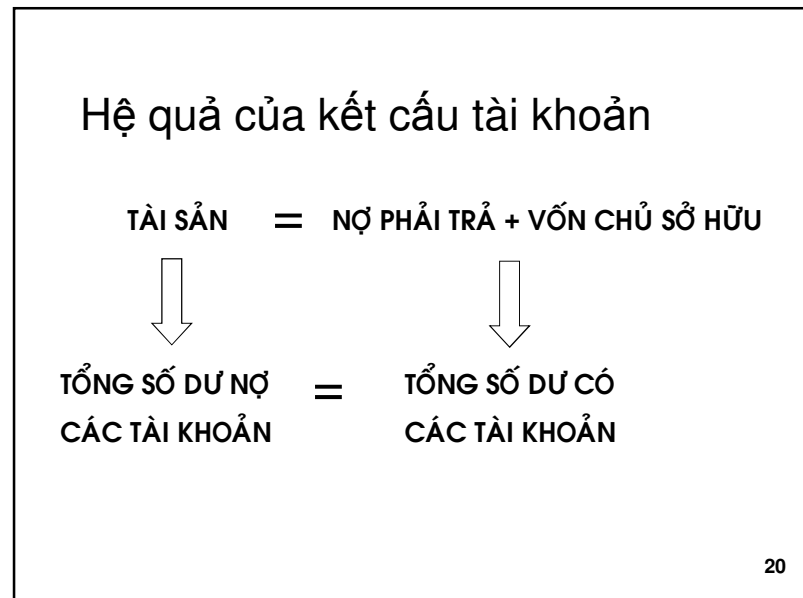 Hệ quả của kết cấu tài khoản
TÀI SẢN = NỢ PHẢI TRẢ + VỐN CHỦ SỞ HỮU
TỔNG SỐ DƯ NỢ = TỔNG SỐ DƯ CÓ
CÁC TÀI KHOẢN CÁC TÀI KHOẢN
20